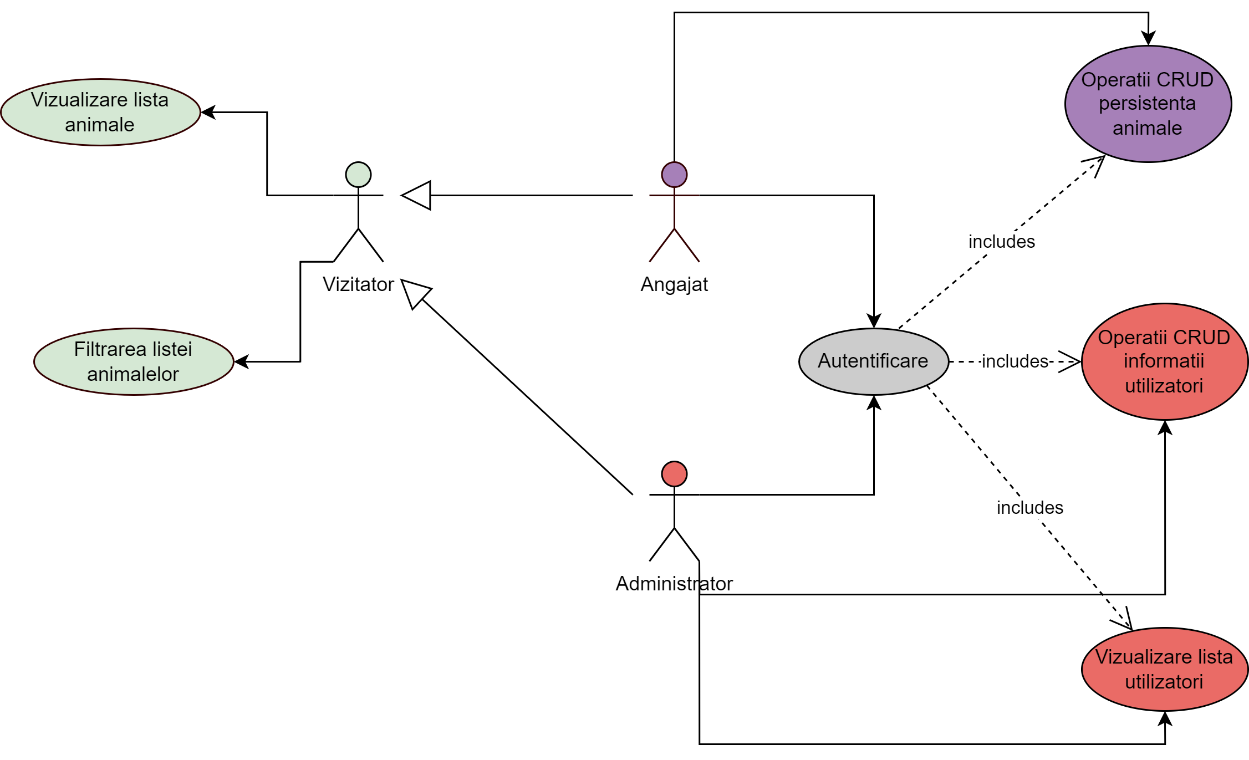 Operatii CRUD
persistenta
animale
Vizualizare lista
animale
includes
Vizitator
Angajat
Filtrarea listei
animalelor
Autentificare
includes
Operatii CRUD
informatii
utilizatori
includes
Administrator
Vizualizare lista
utilizatori